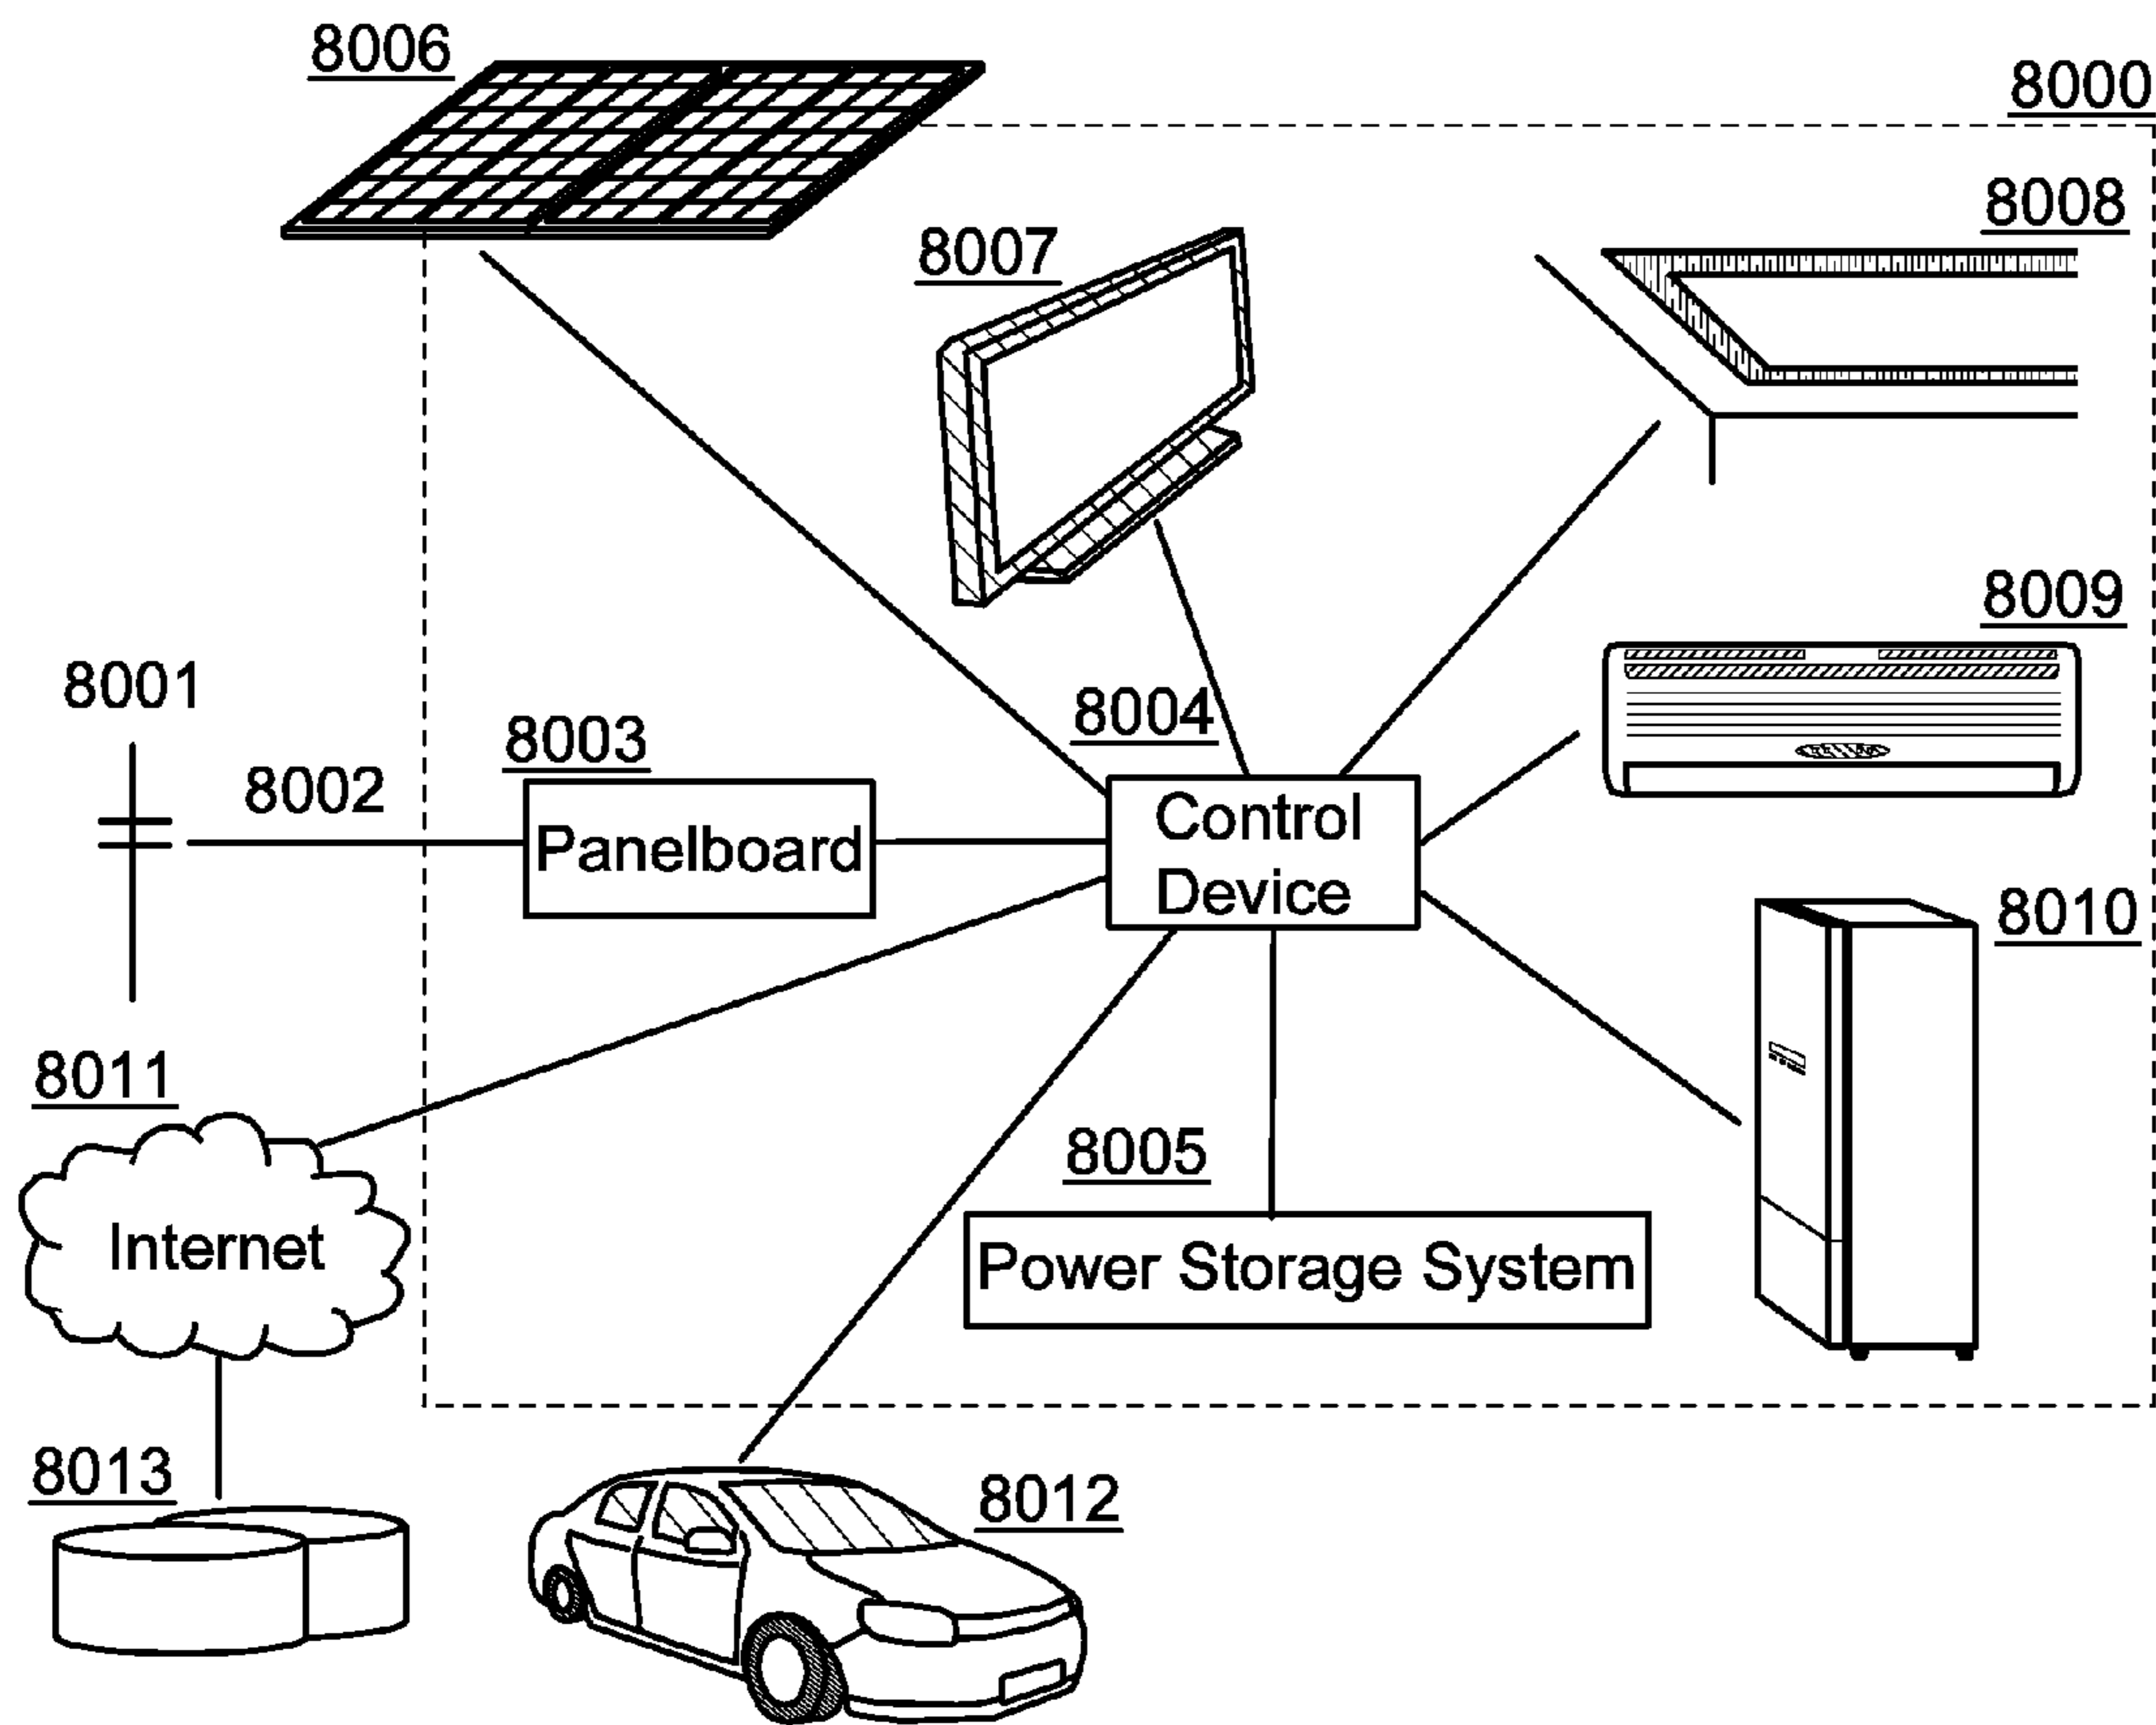 8006
8000
8008
8007
8009
8001
8004
8003
8002
Control
Device
Panelboard
8010
8011
8005
Internet
Power Storage System
8013
8012